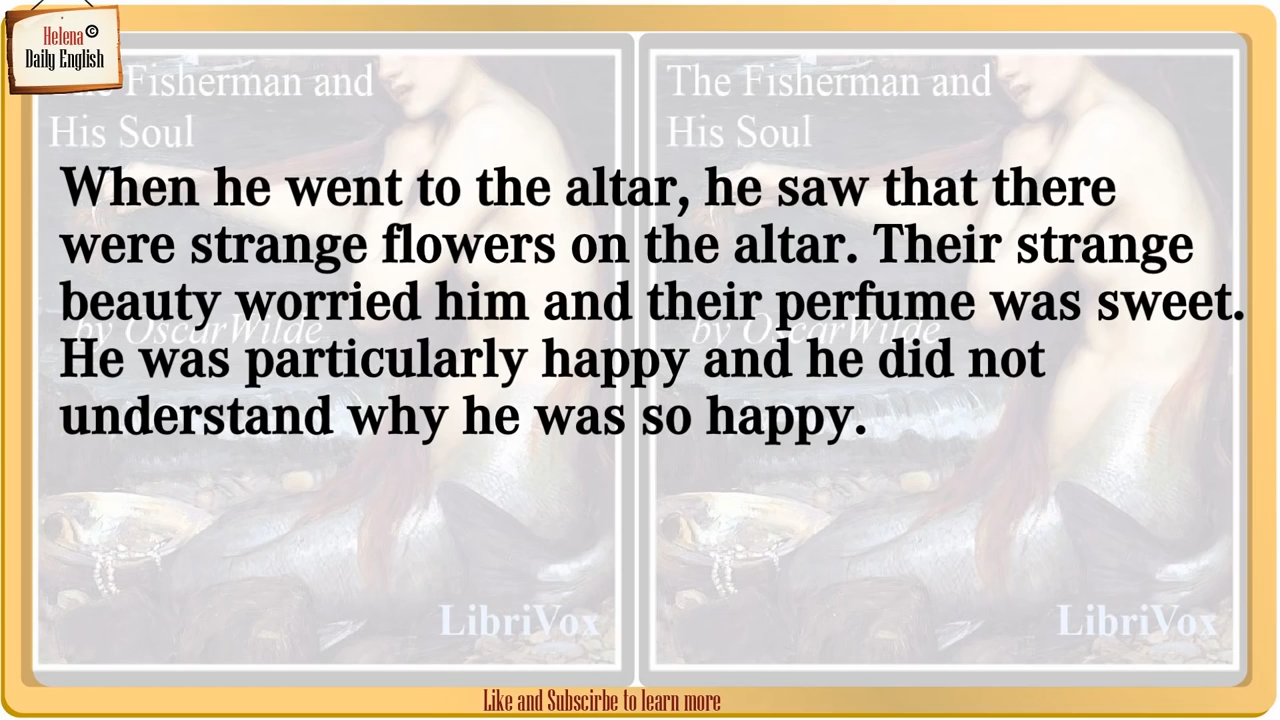 Helena©
Daily English
The Fisherman and
His Soul
The Fisherman and
His Soul
When he went to the altar, he saw that there
were strange flowers on the altar. Their strange
beauty worried him and their perfume was sweet.
He was particularly happy and he did not
understand why he was so happy.
by Oscar Wilde
by Oscar Wilde
LibriVox
LibriVox
Like and Subscirbe to learn more